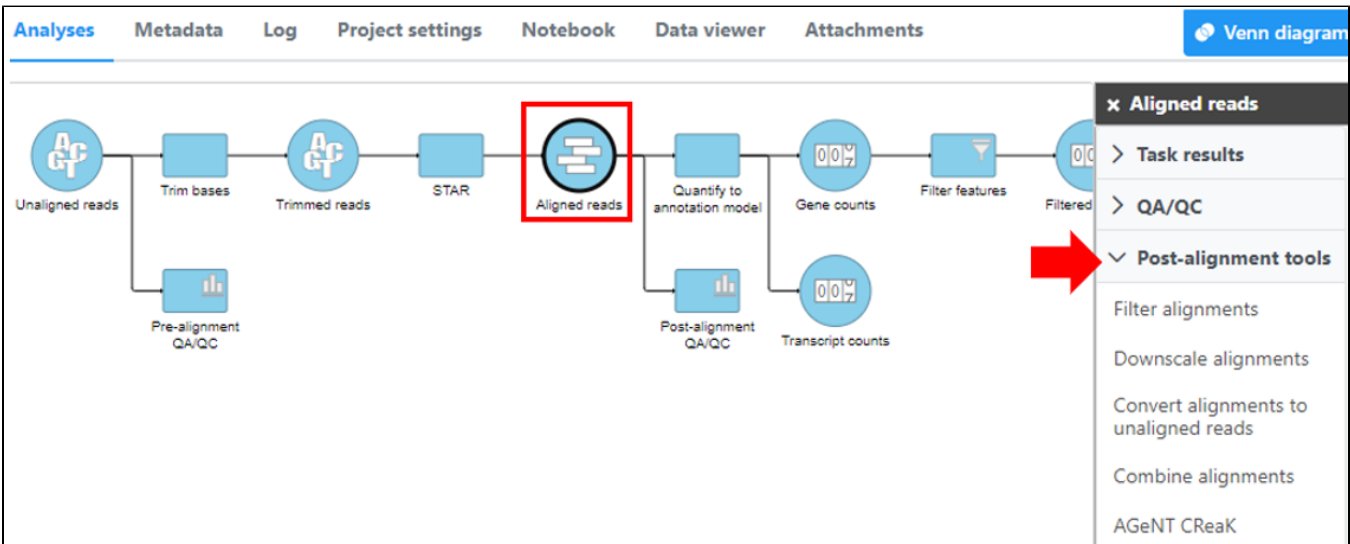 Analyses Metadata Log Project settings Notebook Data viewer Attachments Venn diagram
Aligned reads
Task results
QA/QC
Post-alignment tools
Filter alignments
Downscale alignments
Convert alignments to
unaligned reads
Combine alignments
AGeNT CReaK
Unaligned reads
Trim bases
Trimmed reads
STAR
Aligned reads
Quantify to
annotation model
Gene counts
Filter features
Filtered
Pre-alignment
QA/QC
Post-alignment
QA/QC
Transcript counts